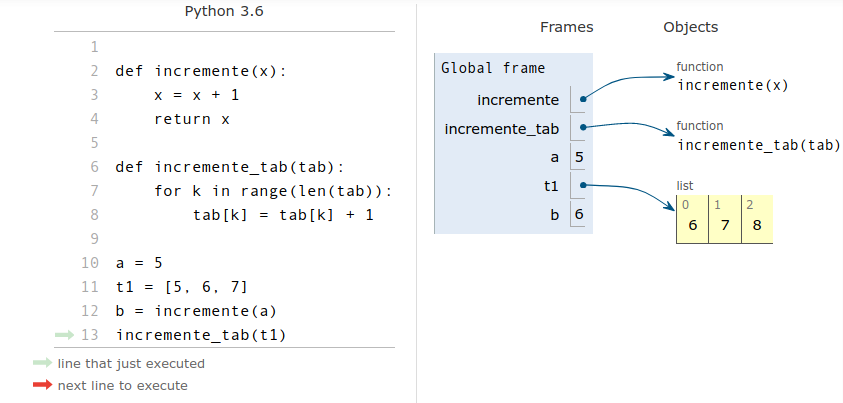 Python 3.6
1
2 def incremente(x):
3     x = x + 1
4     return x
5
6 def incremente_tab(tab):
7     for k in range(len(tab)):
8         tab[k] = tab[k] + 1
9
10 a = 5
11 t1 = [5, 6, 7]
12 b = incremente(a)
13 incremente_tab(t1)
line that just executed
next line to execute
Frames
Objects
Global frame
incremente
incremente_tab
a 5
t1
b 6
function
incremente(x)
function
incremente_tab(tab)
list
0 1 2
6 7 8